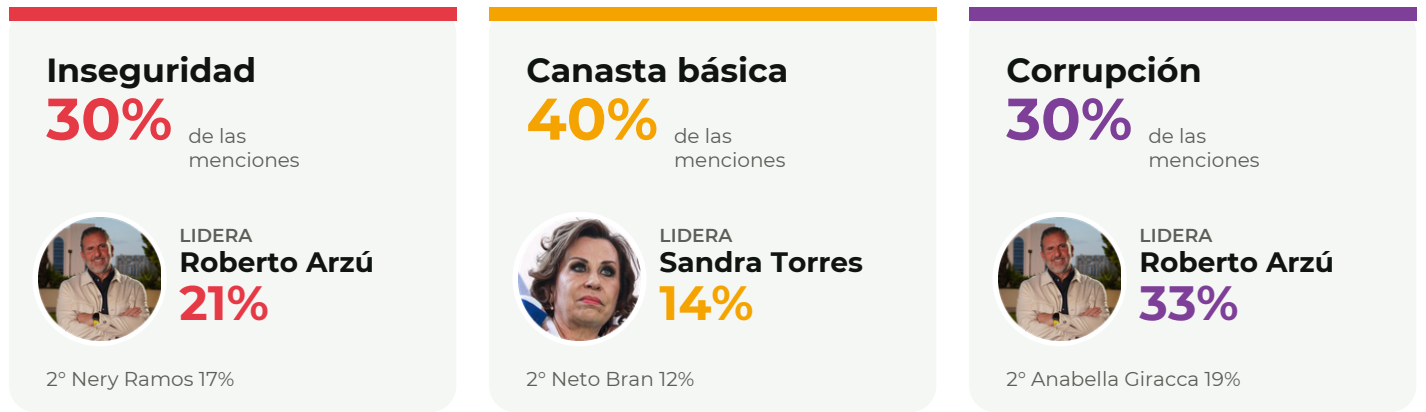 Inseguridad
30% de las
menciones
LIDERA
Roberto Arzú
21%
2° Nery Ramos 17%
Canasta básica
40% de las
menciones
LIDERA
Sandra Torres
14%
2° Neto Bran 12%
Corrupción
30% de las
menciones
LIDERA
Roberto Arzú
33%
2° Anabella Giracca 19%